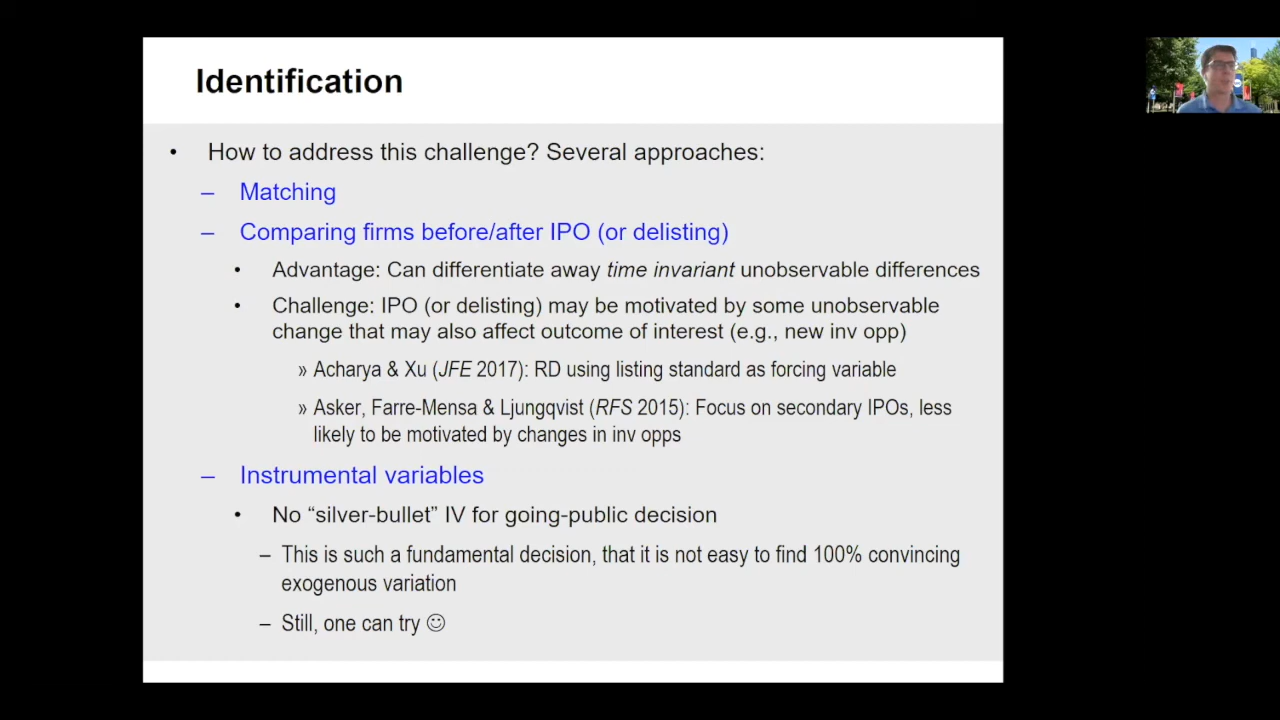 Identification
• How to address this challenge? Several approaches:
– Matching
– Comparing firms before/after IPO (or delisting)
• Advantage: Can differentiate away time invariant unobservable differences
• Challenge: IPO (or delisting) may be motivated by some unobservable
change that may also affect outcome of interest (e.g., new inv opp)
» Acharya & Xu (JFE 2017): RD using listing standard as forcing variable
» Asker, Farre-Mensa & Ljungqvist (RFS 2015): Focus on secondary IPOs, less
likely to be motivated by changes in inv opps
– Instrumental variables
• No “silver-bullet” IV for going-public decision
– This is such a fundamental decision, that it is not easy to find 100% convincing
exogenous variation
– Still, one can try ☺